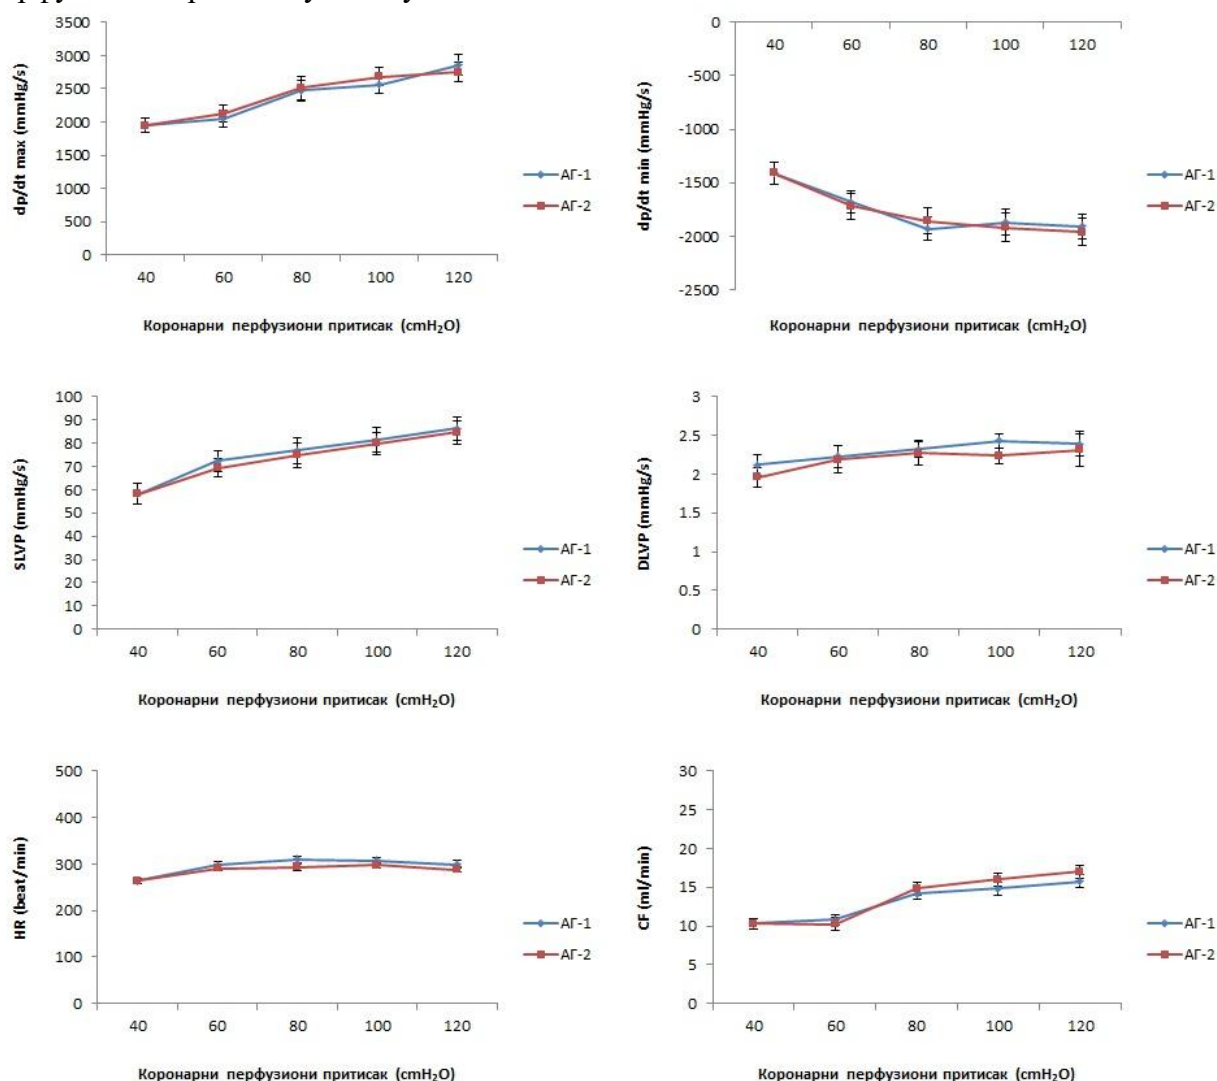 3500
3000
2500
2000
1500
1000
500
0
dp/dt max (mmHg/s)
40 60 80 100 120
Коронарни перфузиони притисак (cmH₂O)
АГ-1
АГ-2
0
-500
-1000
-1500
-2000
-2500
dp/dt min (mmHg/s)
40 60 80 100 120
Коронарни перфузиони притисак (cmH₂O)
АГ-1
АГ-2
100
90
80
70
60
50
40
30
20
10
0
SLVP (mmHg/s)
40 60 80 100 120
Коронарни перфузиони притисак (cmH₂O)
АГ-1
АГ-2
3
2.5
2
1.5
1
0.5
0
DLVP (mmHg/s)
40 60 80 100 120
Коронарни перфузиони притисак (cmH₂O)
АГ-1
АГ-2
500
400
300
200
100
0
HR (beat/min)
40 60 80 100 120
Коронарни перфузиони притисак (cmH₂O)
АГ-1
АГ-2
30
25
20
15
10
5
0
CF (ml/min)
40 60 80 100 120
Коронарни перфузиони притисак (cmH₂O)
АГ-1
АГ-2